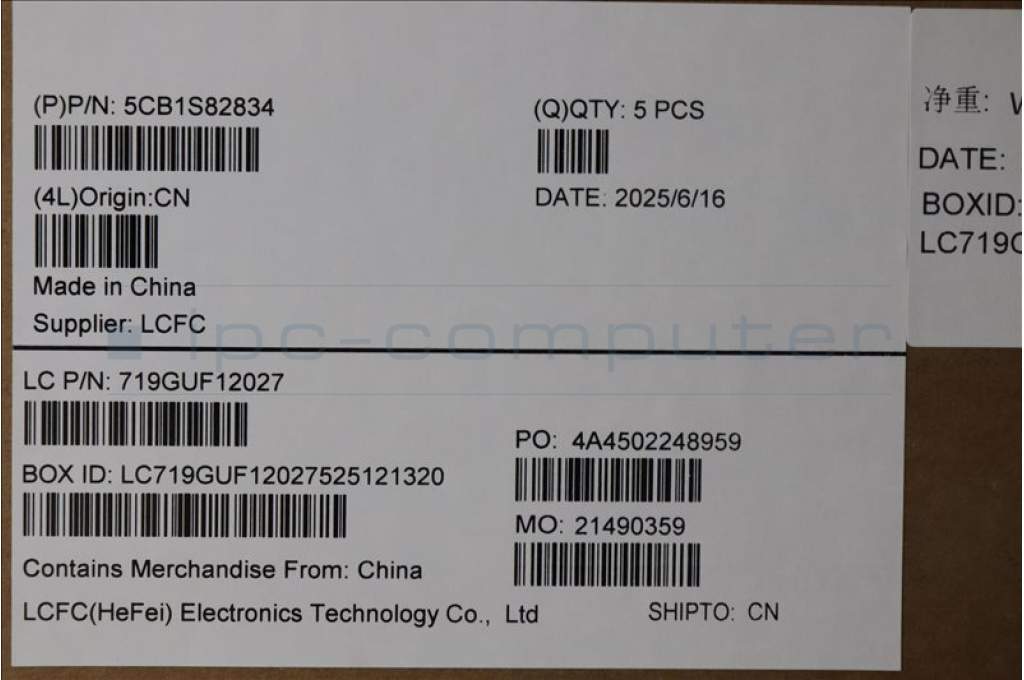 (P)P/N: 5CB1S82834
(Q)QTY: 5 PCS
(4L)Origin:CN
DATE: 2025/6/16
Made in China
Supplier: LCFC
ipc-computer
LC P/N: 719GUF12027
PO: 4A4502248959
BOX ID: LC719GUF12027525121320
MO: 21490359
Contains Merchandise From: China
LCFC(HeFei) Electronics Technology Co., Ltd
SHIPTO: CN
净重:
DATE:
BOXID: